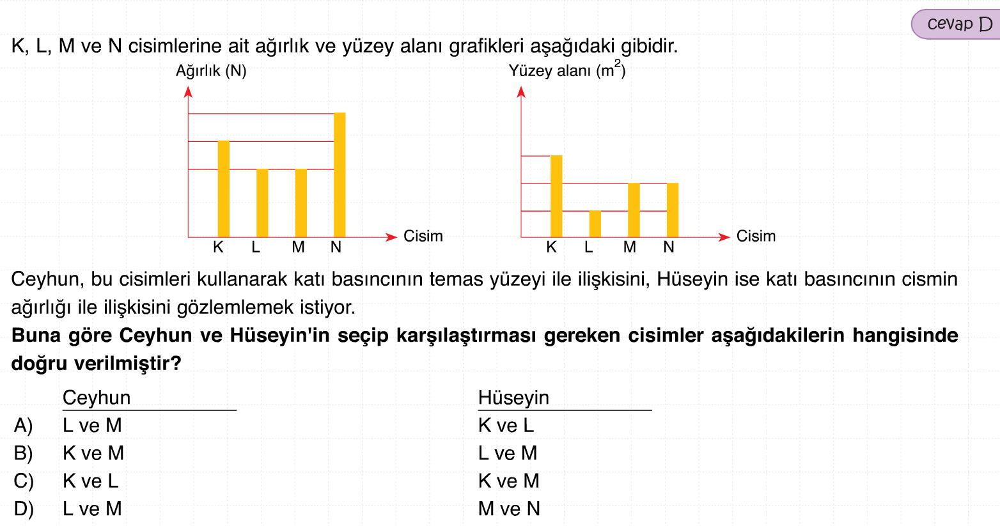 cevap D
K, L, M ve N cisimlerine ait ağırlık ve yüzey alanı grafikleri aşağıdaki gibidir.
Ağırlık (N)
Yüzey alanı (m²)
Cisim
K L M N
Cisim
K L M N
Ceyhun, bu cisimleri kullanarak katı basıncının temas yüzeyi ile ilişkisini, Hüseyin ise katı basıncının cismin
ağırlığı ile ilişkisini gözlemlemek istiyor.
Buna göre Ceyhun ve Hüseyin'in seçip karşılaştırması gereken cisimler aşağıdakilerin hangisinde
doğru verilmiştir?
Ceyhun Hüseyin
A) L ve M K ve L
B) K ve M L ve M
C) K ve L K ve M
D) L ve M M ve N